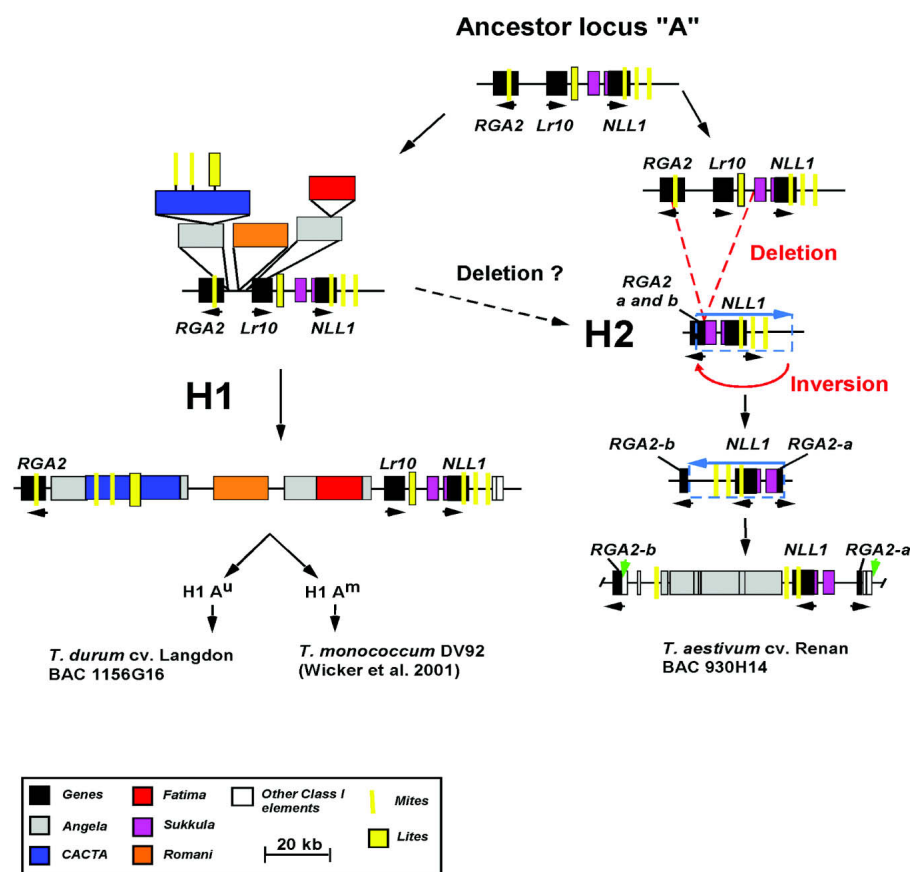 Ancestor locus "A"
RGA2 Lr10 NLL1
RGA2 Lr10 NLL1
Deletion
Deletion ?
RGA2 Lr10 NLL1
RGA2
a and b
NLL1
H2
H1
Inversion
RGA2-b NLL1 RGA2-a
RGA2 Lr10 NLL1
RGA2-b NLL1 RGA2-a
H1 Au H1 Am
T. durum cv. Langdon
BAC 1156G16
T. monococcum DV92
(Wicker et al. 2001)
T. aestivum cv. Renan
BAC 930H14
Genes Fatima Other Class I elements Mites
Angela Sukkula Lites
CACTA Romani 20 kb